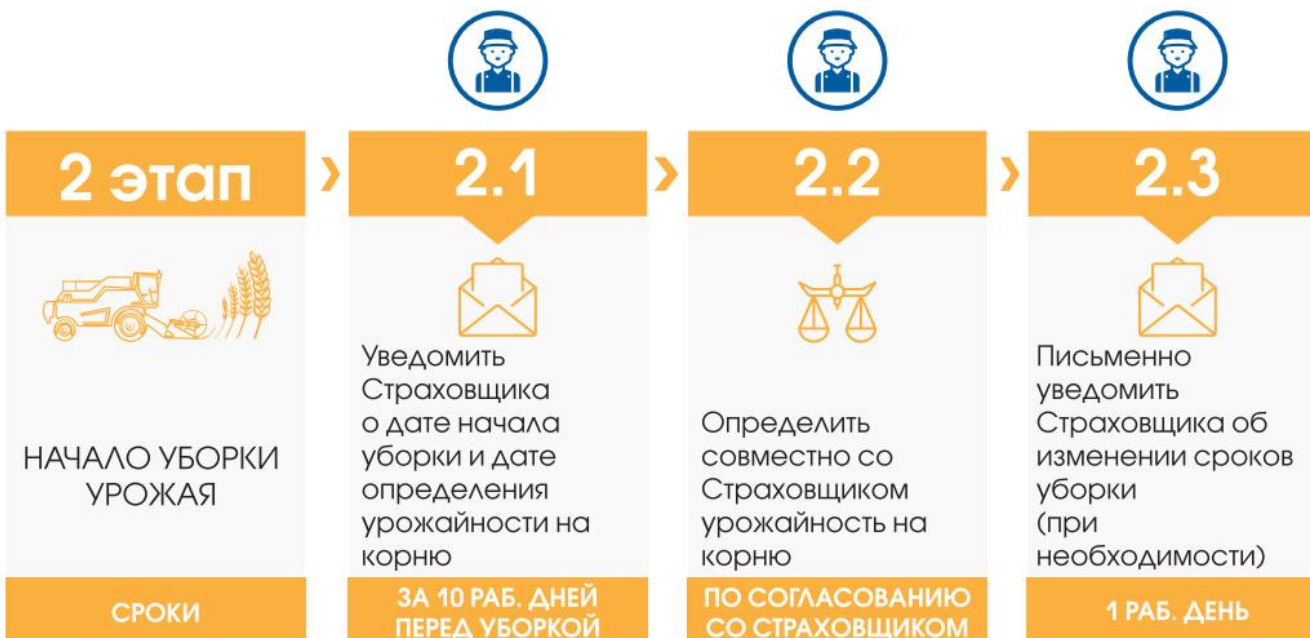 2 этап
НАЧАЛО УБОРКИ
УРОЖАЯ
СРОКИ
2.1
Уведомить
Страховщика
о дате начала
уборки и дате
определения
урожайности на
корню
ЗА 10 РАБ. ДНЕЙ
ПЕРЕД УБОРКОЙ
2.2
Определить
совместно со
Страховщиком
урожайность на
корню
ПО СОГЛАСОВАНИЮ
СО СТРАХОВЩИКОМ
2.3
Письменно
уведомить
Страховщика об
изменении сроков
уборки
(при
необходимости)
1 РАБ. ДЕНЬ